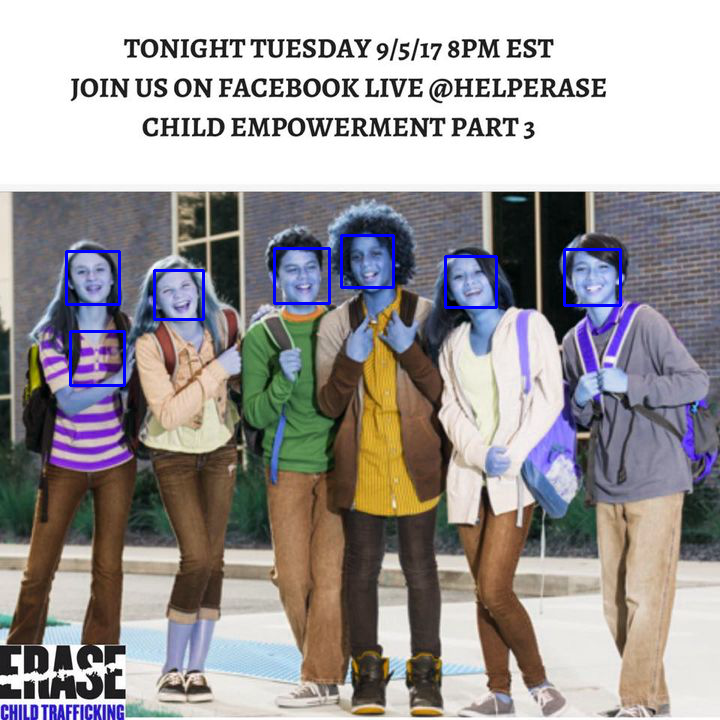 TONIGHT TUESDAY 9/5/17 8PM EST
JOIN US ON FACEBOOK LIVE @HELPERASE
CHILD EMPOWERMENT PART 3
ERASE
CHILD TRAFFICKING